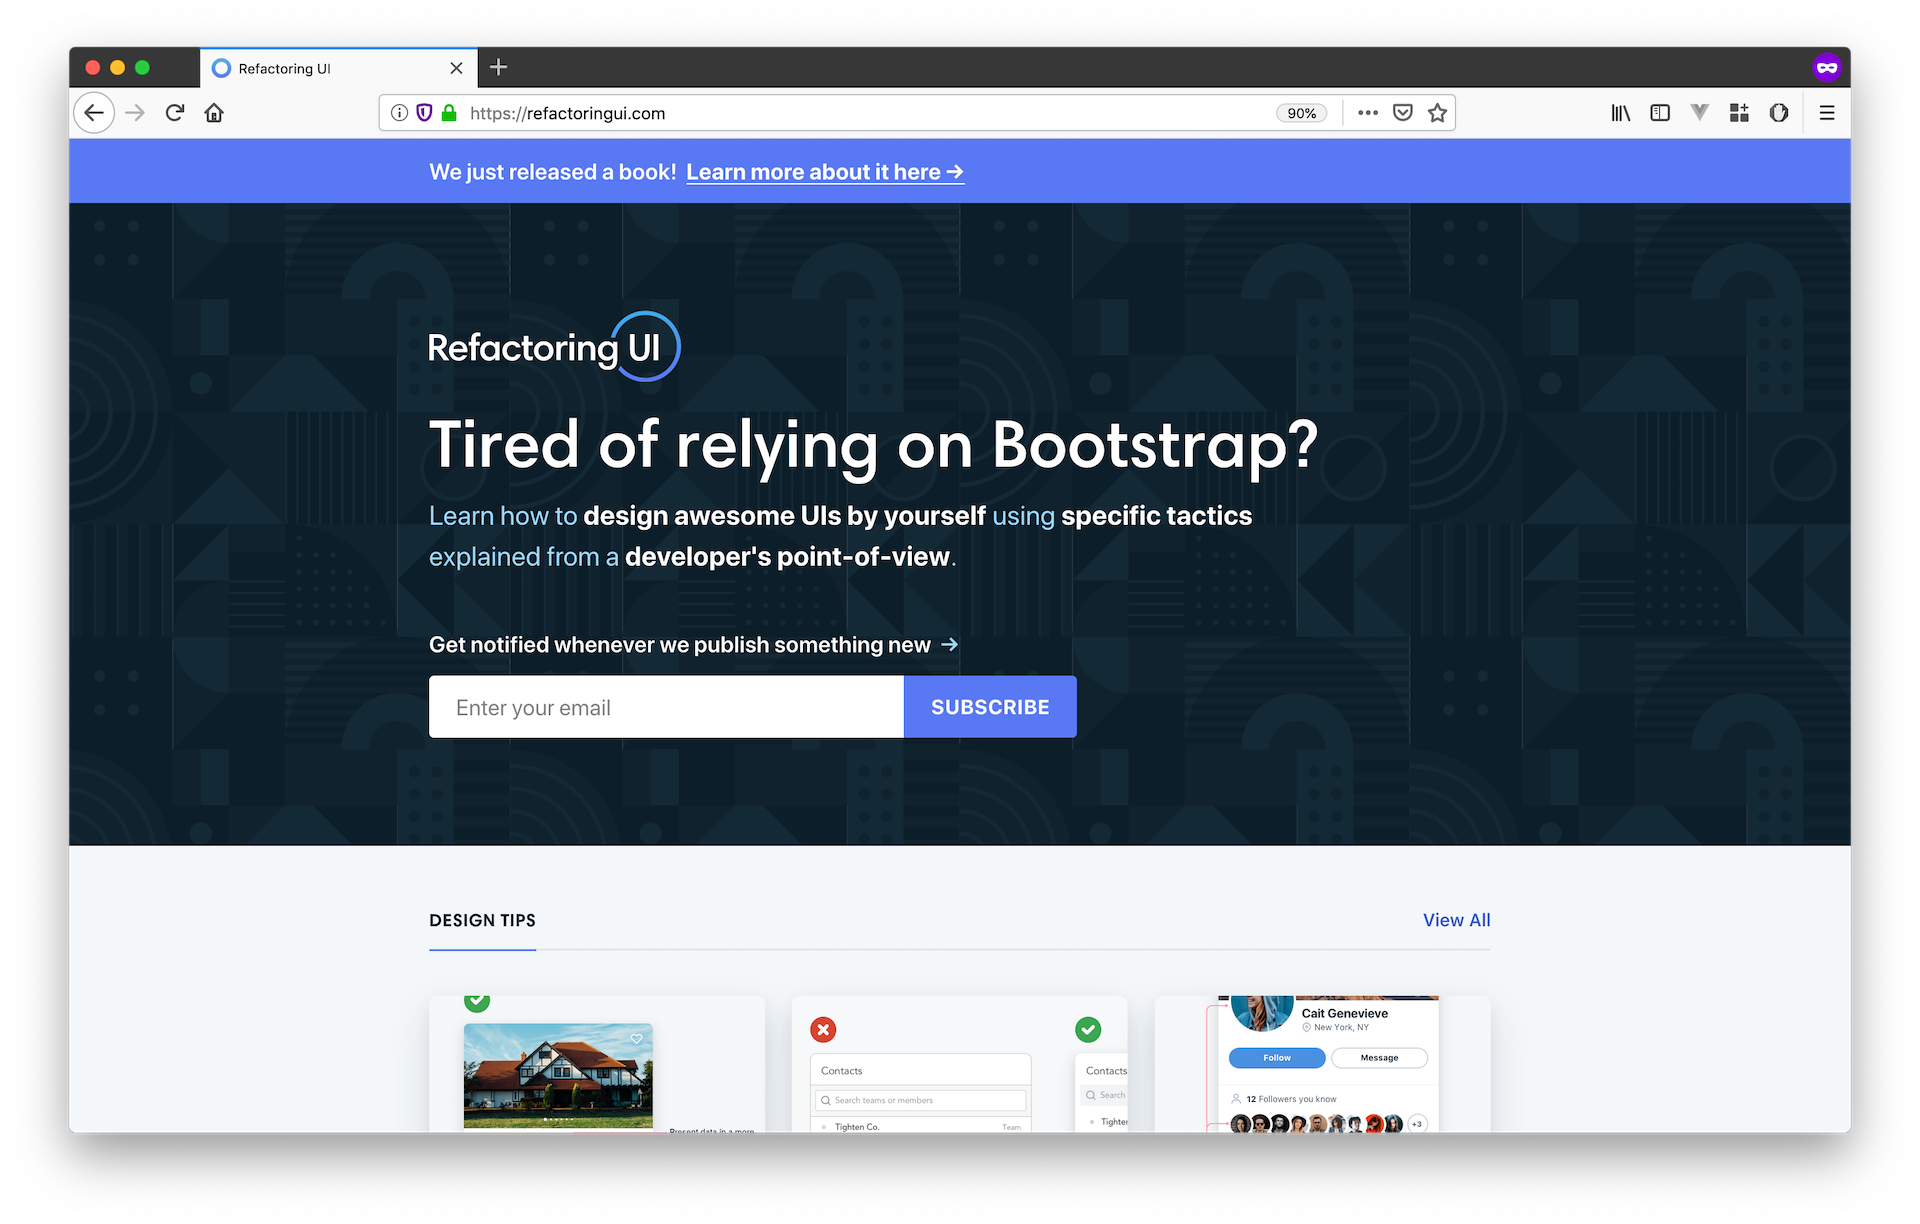 Refactoring UI
https://refactoringui.com
90%
We just released a book! Learn more about it here →
Refactoring UI
Tired of relying on Bootstrap?
Learn how to design awesome UIs by yourself using specific tactics
explained from a developer's point-of-view.
Get notified whenever we publish something new →
Enter your email
SUBSCRIBE
DESIGN TIPS
View All
Present data in a more
Contacts
Search teams or members
Tighten Co.
Team
Contacts
Search
Tighten
Cait Genevieve
New York, NY
Follow
Message
12 Followers you know
+3